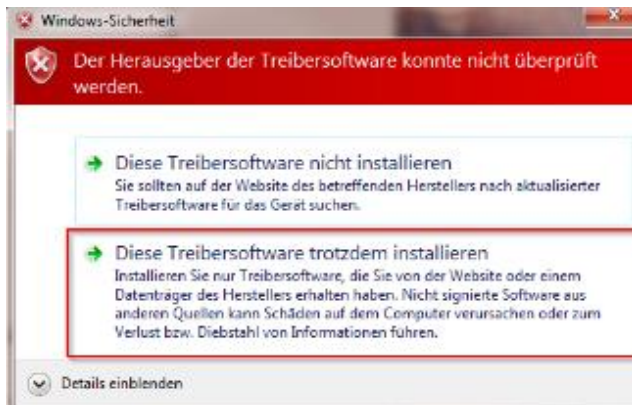 Windows-Sicherheit
Der Herausgeber der Treibersoftware konnte nicht überprüft
werden.
Diese Treibersoftware nicht installieren
Sie sollten auf der Website des betreffenden Herstellers nach aktualisierter
Treibersoftware für das Gerät suchen.
Diese Treibersoftware trotzdem installieren
Installieren Sie nur Treibersoftware, die Sie von der Website oder einem
Datenträger des Herstellers erhalten haben. Nicht signierte Software aus
anderen Quellen kann Schäden auf dem Computer verursachen oder zum
Verlust bzw. Diebstahl von Informationen führen.
Details einblenden